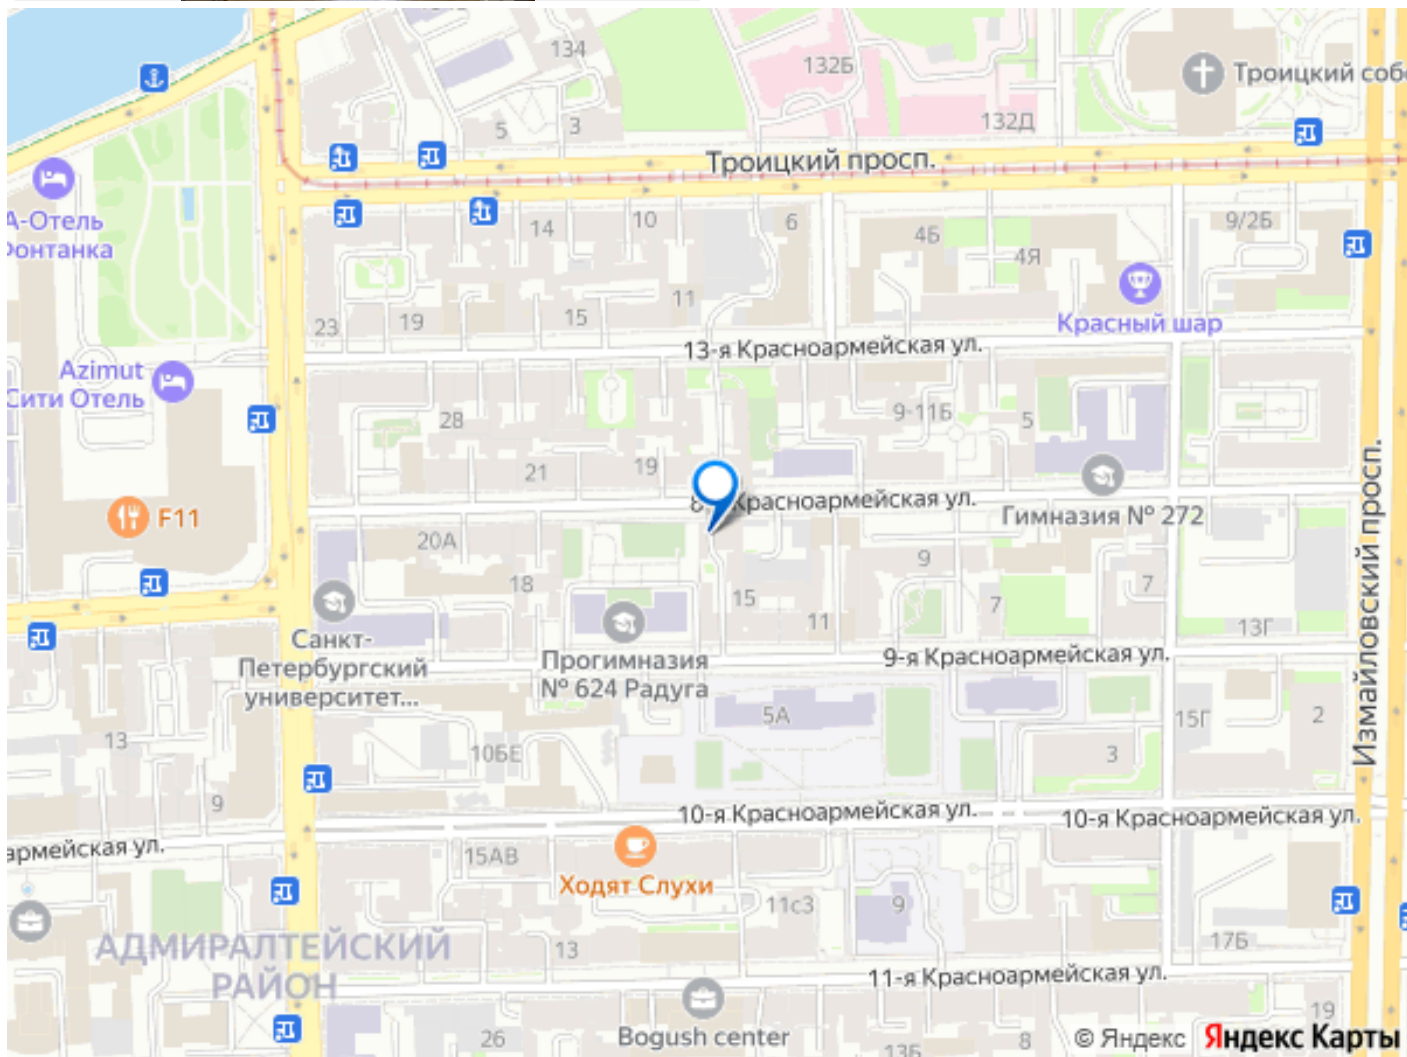 134
132Б
Троицкий соб
132Д
5
3
Троицкий просп.
А-Отель
Фонтанка
14
10
6
4Б
4Я
9/2Б
23
19
15
11
Красный шар
13-я Красноармейская ул.
Azimut
Сити Отель
28
9-11Б
5
21
19
F11
8-я Красноармейская ул.
Гимназия № 272
20А
18
15
11
9
7
7
13Г
Измайловский просп.
Санкт-
Петербургский
университет...
Прогимназия
№ 624 Радуга
9-я Красноармейская ул.
5А
15Г
2
13
10БЕ
3
9
10-я Красноармейская ул.
10-я Красноармейская ул.
армейская ул.
15АВ
Ходят Слухи
11с3
9
17Б
АДМИРАЛТЕЙСКИЙ
РАЙОН
13
11-я Красноармейская ул.
26
Bogush center
13Б
8
19
© Яндекс Яндекс Карты